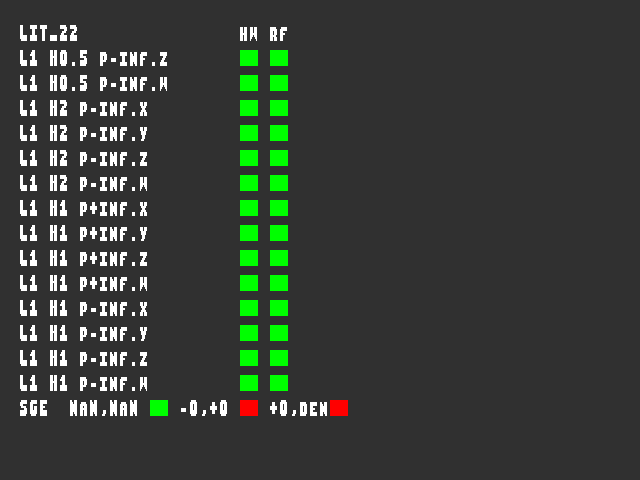 LIT_22 HW RF
L1 H0.5 P-INF.Z
L1 H0.5 P-INF.W
L1 H2 P-INF.X
L1 H2 P-INF.Y
L1 H2 P-INF.Z
L1 H2 P-INF.W
L1 H1 P+INF.X
L1 H1 P+INF.Y
L1 H1 P+INF.Z
L1 H1 P+INF.W
L1 H1 P-INF.X
L1 H1 P-INF.Y
L1 H1 P-INF.Z
L1 H1 P-INF.W
SGE NAN,NAN -0,+0 +0,DEN